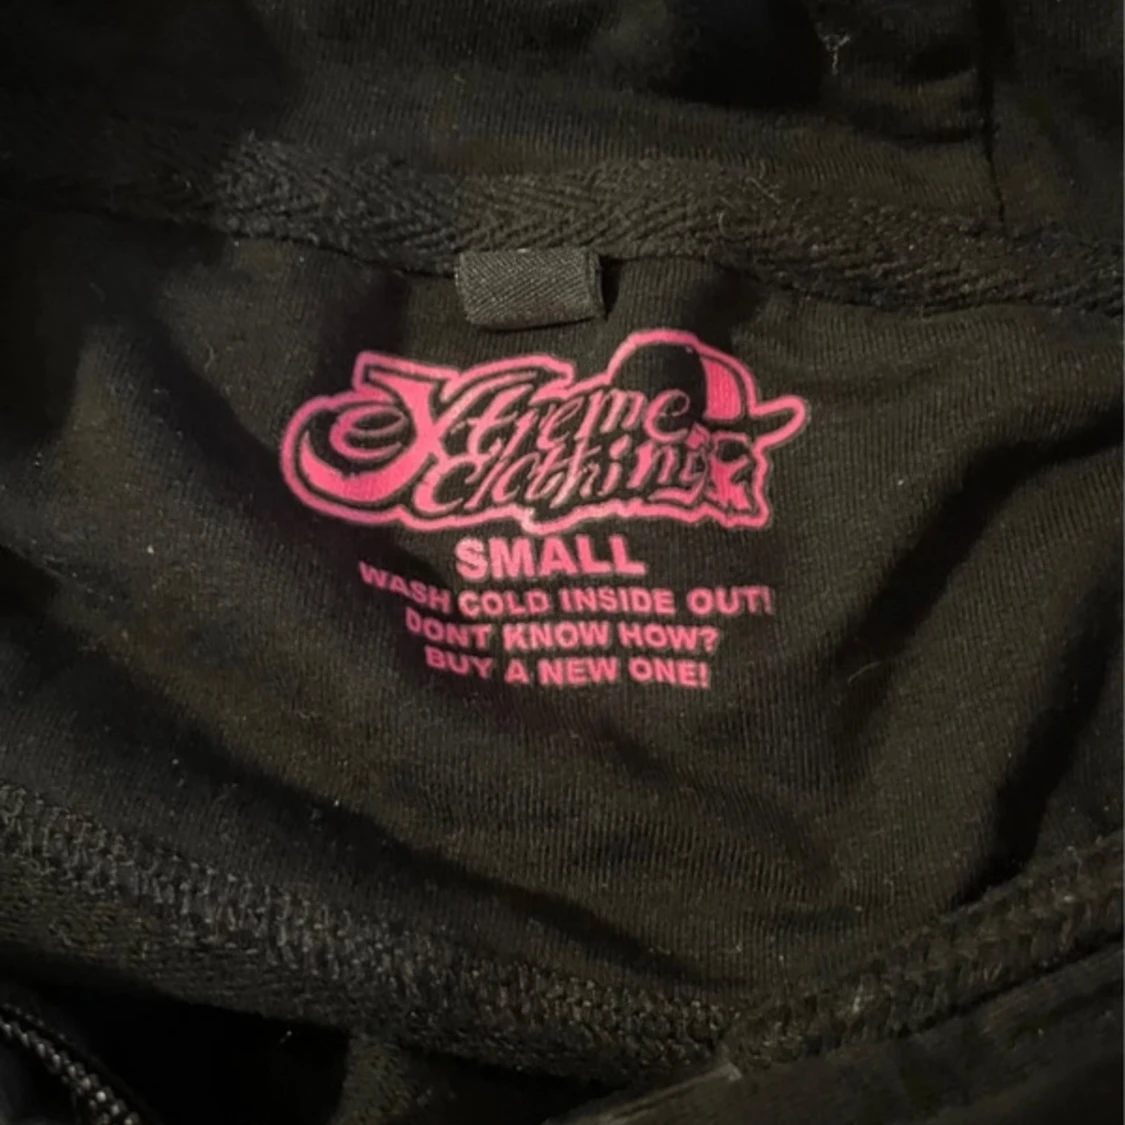 Xtreme
Clothing
SMALL
WASH COLD INSIDE OUT!
DONT KNOW HOW?
BUY A NEW ONE!